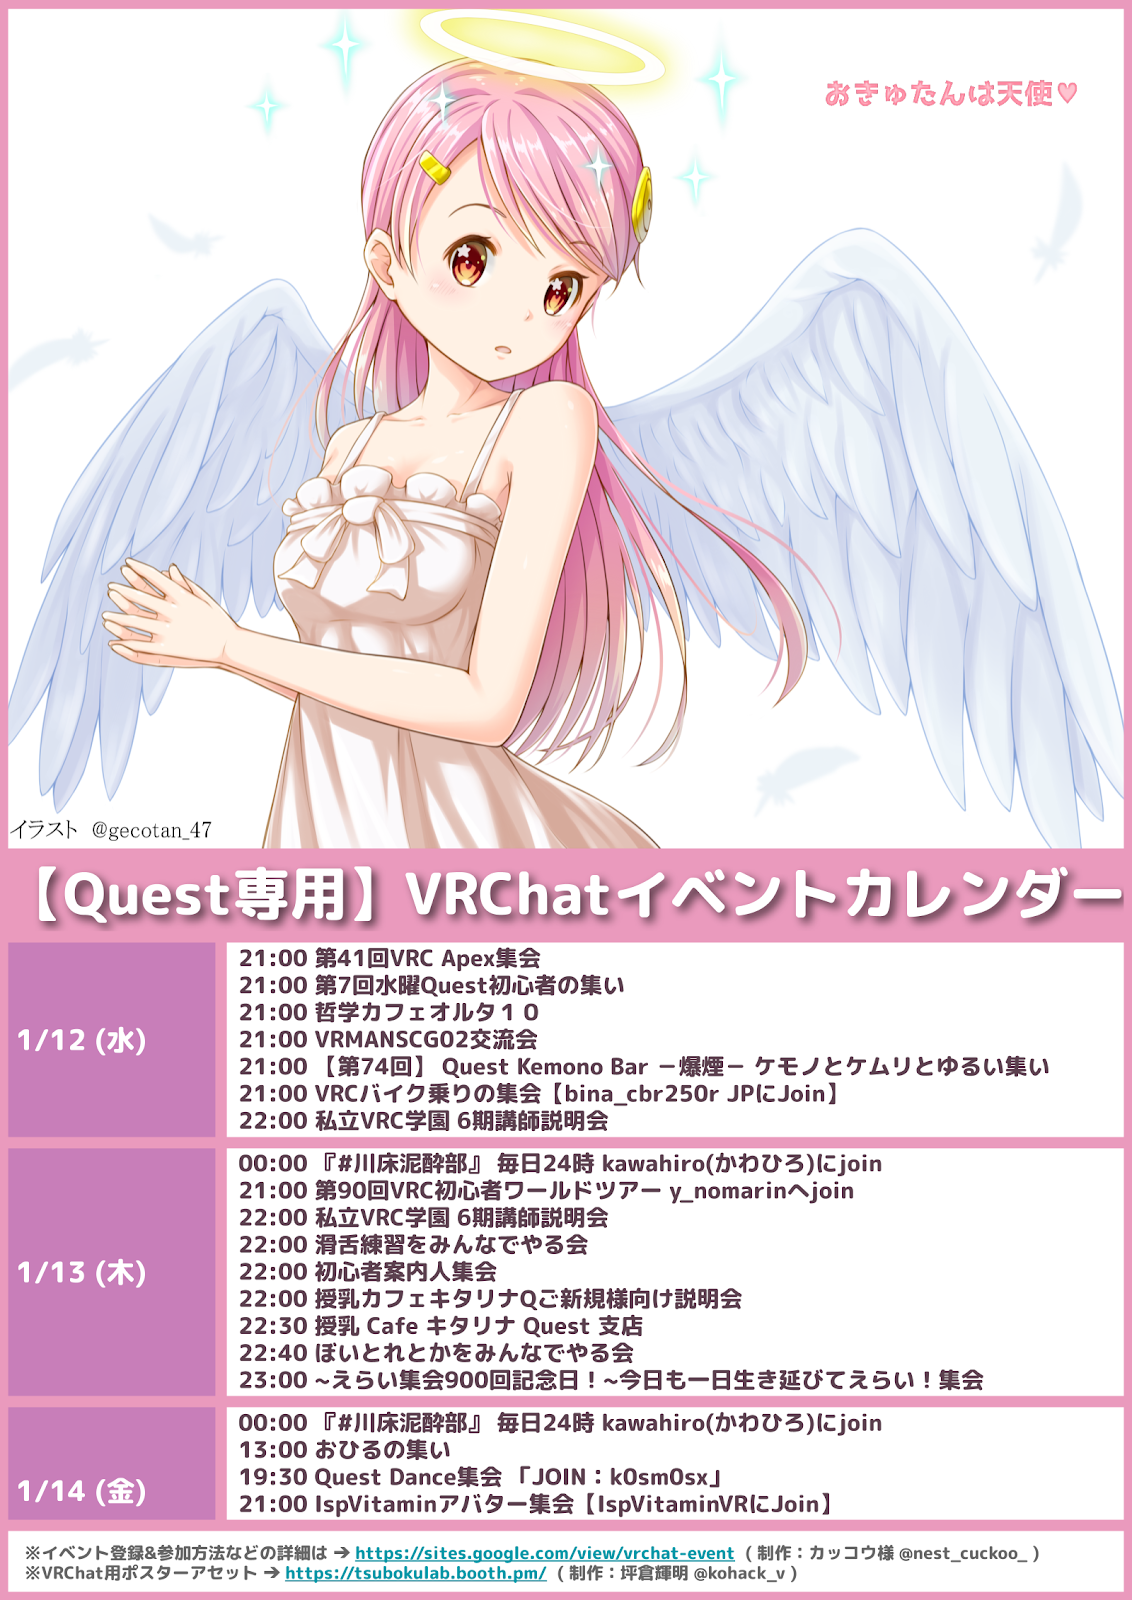 おきゅたんは天使♥
イラスト @gecotan_47
【Quest専用】VRChatイベントカレンダー
1/12 (水)
21:00 第41回VRC Apex集会
21:00 第7回水曜Quest初心者の集い
21:00 哲学カフェオルタ１０
21:00 VRMANSCG02交流会
21:00 【第74回】 Quest Kemono Bar －爆煙－ ケモノとケムリとゆるい集い
21:00 VRCバイク乗りの集会【bina_cbr250r JPにJoin】
22:00 私立VRC学園 6期講師説明会
1/13 (木)
00:00 『#川床泥酔部』 毎日24時 kawahiro(かわひろ)にjoin
21:00 第90回VRC初心者ワールドツアー y_nomarinへjoin
22:00 私立VRC学園 6期講師説明会
22:00 滑舌練習をみんなでやる会
22:00 初心者案内人集会
22:00 授乳カフェキタリナQご新規様向け説明会
22:30 授乳 Cafe キタリナ Quest 支店
22:40 ぼいとれとかをみんなでやる会
23:00 ~えらい集会900回記念日！~今日も一日生き延びてえらい！集会
1/14 (金)
00:00 『#川床泥酔部』 毎日24時 kawahiro(かわひろ)にjoin
13:00 おひるの集い
19:30 Quest Dance集会 「JOIN：k0sm0sx」
21:00 IspVitaminアバター集会【IspVitaminVRにJoin】
※イベント登録&参加方法などの詳細は → https://sites.google.com/view/vrchat-event ( 制作：カッコウ様 @nest_cuckoo_ )
※VRChat用ポスターアセット → https://tsubokulab.booth.pm/ ( 制作：坪倉輝明 @kohack_v )